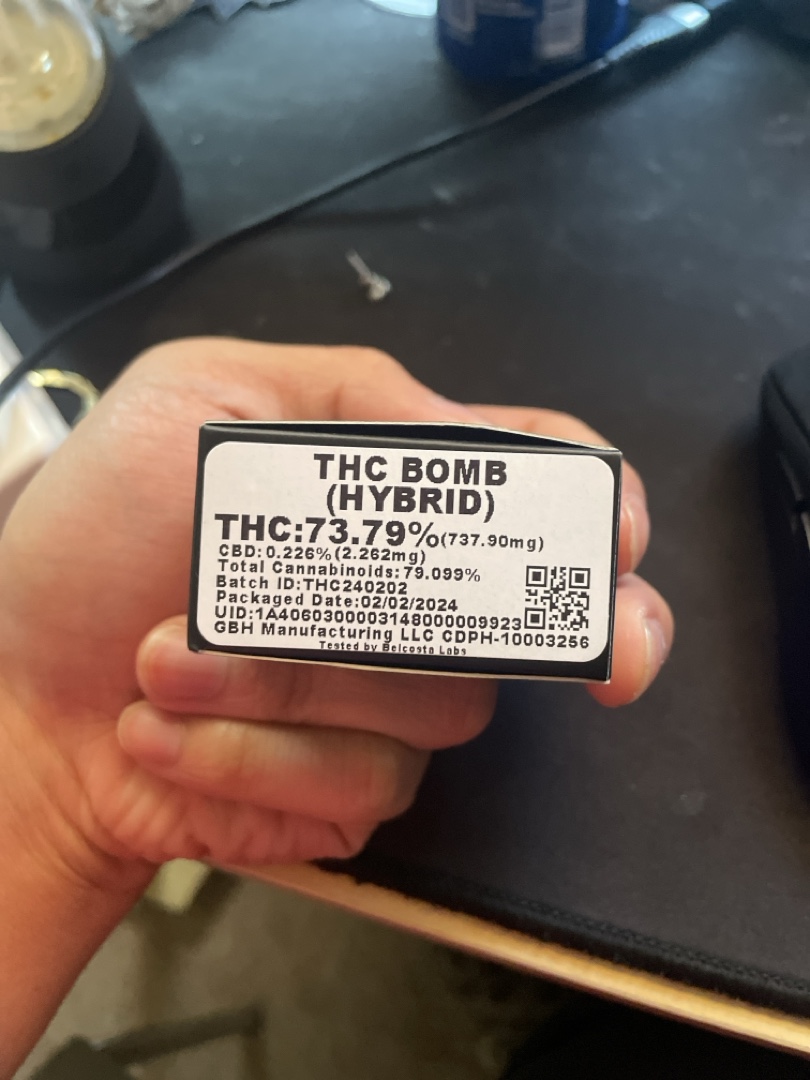 THC BOMB
(HYBRID)
THC:73.79%(737.90mg)
CBD:0.226%(2.262mg)
Total Cannabinoids:79.099%
Batch ID:THC240202
Packaged Date:02/02/2024
UID:1A4060300003148000009923
GBH Manufacturing LLC CDPH-10003256
Tested by Belcosta Labs